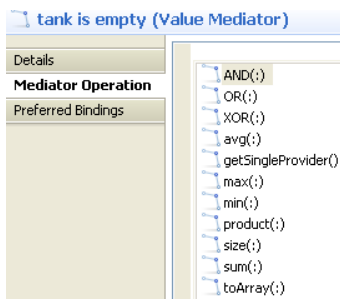 tank is empty (Value Mediator)
Details
Mediator Operation
Preferred Bindings
AND(:)
OR(:)
XOR(:)
avg(:)
getSingleProvider()
max(:)
min(:)
product(:)
size(:)
sum(:)
toArray(:)